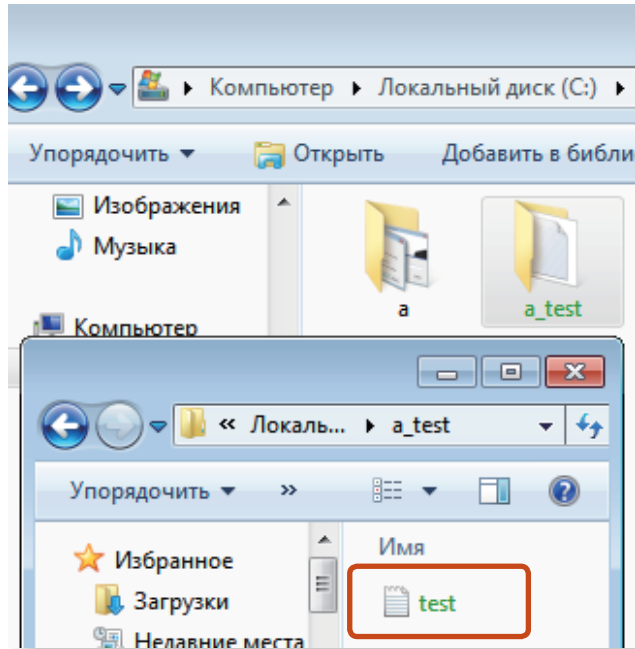 Компьютер ▸ Локальный диск (C:) ▸
Упорядочить ▾ Открыть Добавить в библи
Изображения
Музыка
Компьютер
a
a_test
« Локаль... ▸ a_test
Упорядочить ▾ »
Избранное
Загрузки
Недавние места
Имя
test